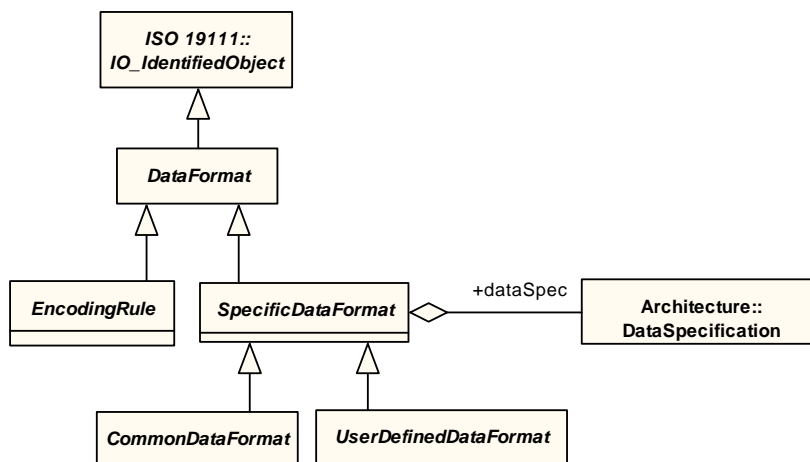 ISO 19111::
IO_IdentifiedObject
DataFormat
EncodingRule
SpecificDataFormat
+dataSpec
Architecture::
DataSpecification
CommonDataFormat
UserDefinedDataFormat